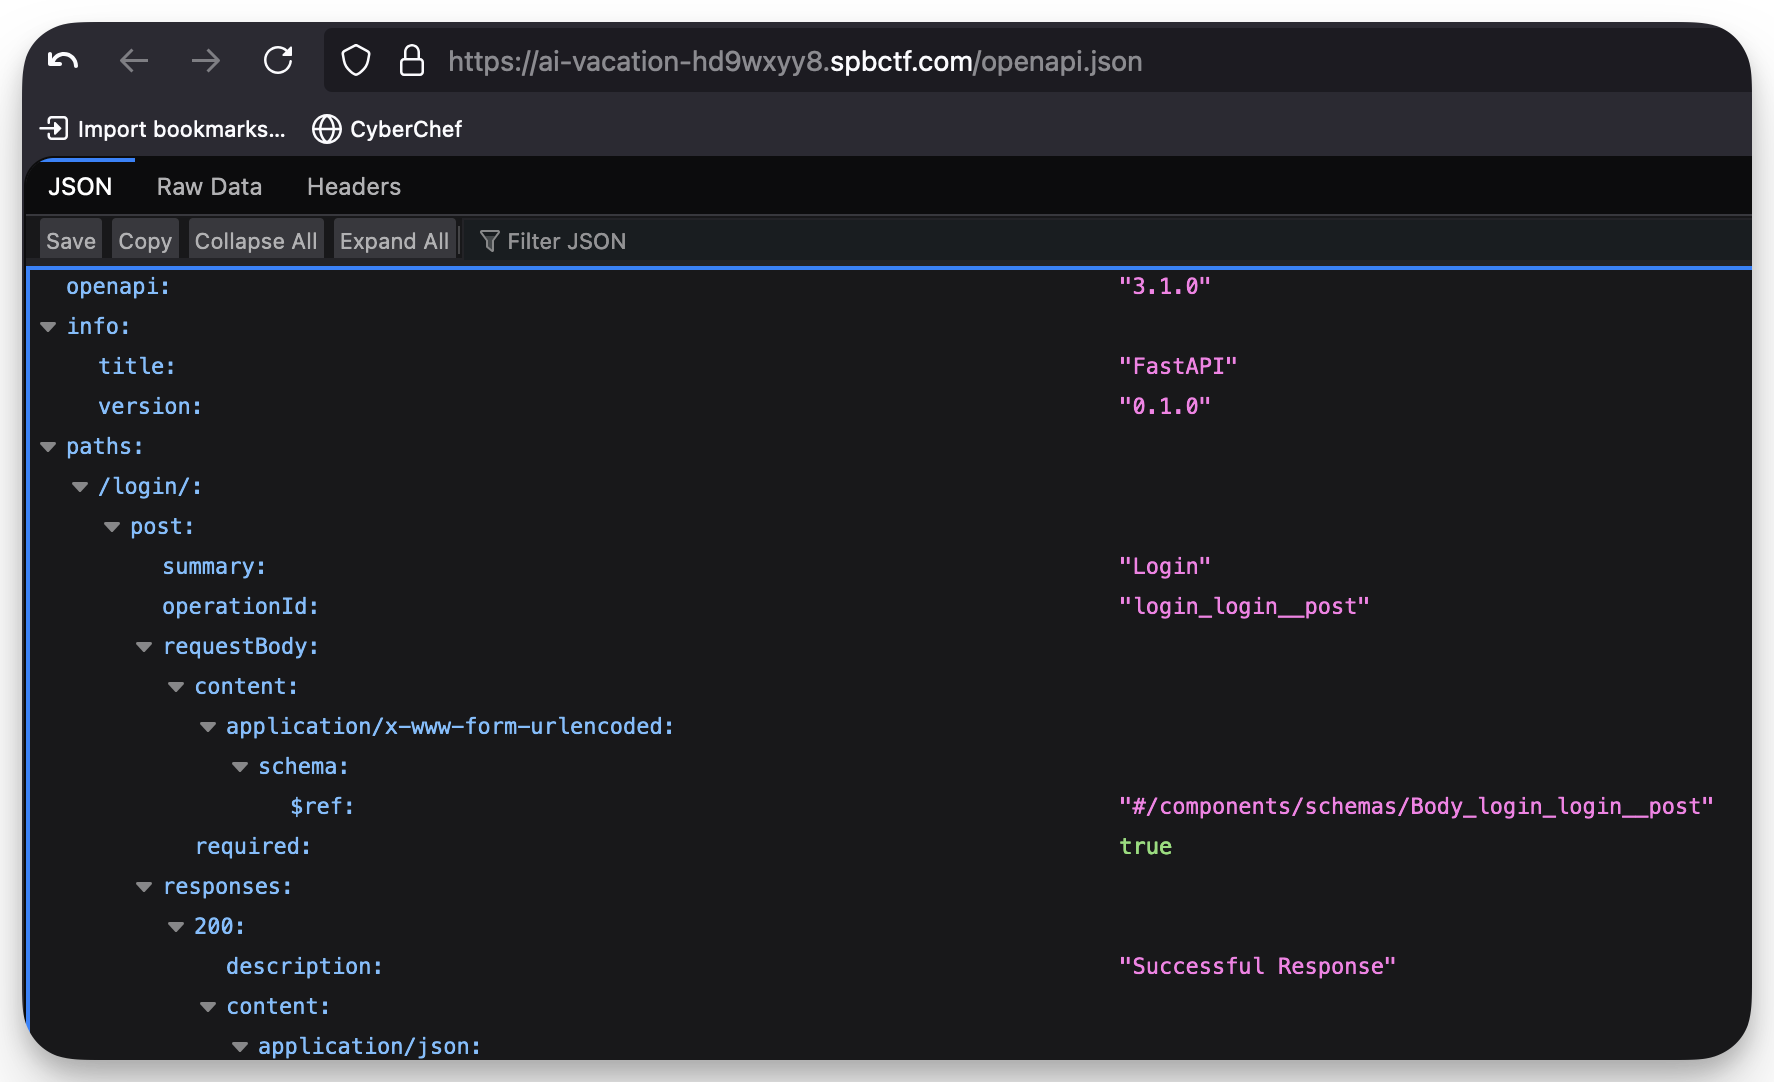 https://ai-vacation-hd9wxyy8.spbctf.com/openapi.json
Import bookmarks... CyberChef
JSON Raw Data Headers
Save Copy Collapse All Expand All Filter JSON
openapi: "3.1.0"
info:
title: "FastAPI"
version: "0.1.0"
paths:
/login/:
post:
summary: "Login"
operationId: "login_login__post"
requestBody:
content:
application/x-www-form-urlencoded:
schema:
$ref: "#/components/schemas/Body_login_login__post"
required: true
responses:
200:
description: "Successful Response"
content:
application/json: